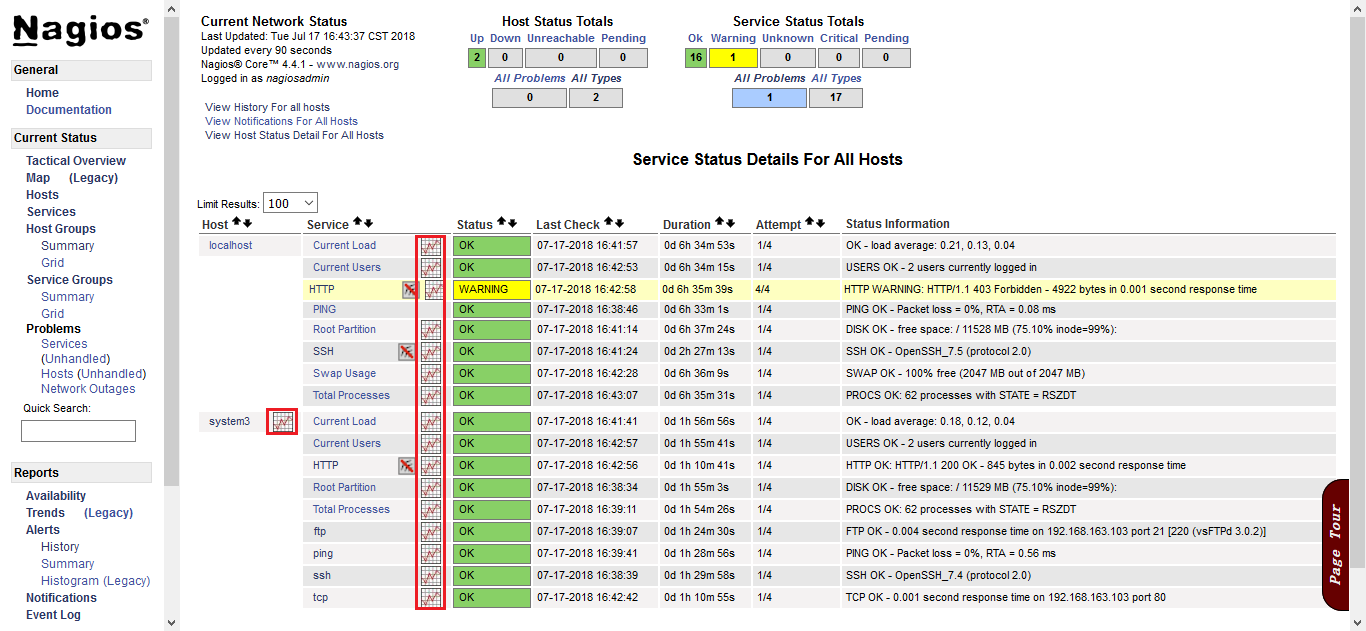 Nagios®
General
Home
Documentation
Current Status
Tactical Overview
Map (Legacy)
Hosts
Services
Host Groups
Summary
Grid
Service Groups
Summary
Grid
Problems
Services
(Unhandled)
Hosts (Unhandled)
Network Outages
Quick Search:
Reports
Availability
Trends (Legacy)
Alerts
History
Summary
Histogram (Legacy)
Notifications
Event Log
Current Network Status
Last Updated: Tue Jul 17 16:43:37 CST 2018
Updated every 90 seconds
Nagios® Core™ 4.4.1 - www.nagios.org
Logged in as nagiosadmin
View History For all hosts
View Notifications For All Hosts
View Host Status Detail For All Hosts
Host Status Totals
Up Down Unreachable Pending
2 0 0 0
All Problems All Types
0 2
Service Status Totals
Ok Warning Unknown Critical Pending
16 1 0 0 0
All Problems All Types
1 17
Service Status Details For All Hosts
Limit Results: 100
Host Service Status Last Check Duration Attempt Status Information
localhost Current Load OK 07-17-2018 16:41:57 0d 6h 34m 53s 1/4 OK - load average: 0.21, 0.13, 0.04
Current Users OK 07-17-2018 16:42:53 0d 6h 34m 15s 1/4 USERS OK - 2 users currently logged in
HTTP WARNING 07-17-2018 16:42:58 0d 6h 35m 39s 4/4 HTTP WARNING: HTTP/1.1 403 Forbidden - 4922 bytes in 0.001 second response time
PING OK 07-17-2018 16:38:46 0d 6h 33m 1s 1/4 PING OK - Packet loss = 0%, RTA = 0.08 ms
Root Partition OK 07-17-2018 16:41:14 0d 6h 37m 24s 1/4 DISK OK - free space: / 11528 MB (75.10% inode=99%):
SSH OK 07-17-2018 16:41:24 0d 2h 27m 13s 1/4 SSH OK - OpenSSH_7.5 (protocol 2.0)
Swap Usage OK 07-17-2018 16:42:28 0d 6h 36m 9s 1/4 SWAP OK - 100% free (2047 MB out of 2047 MB)
Total Processes OK 07-17-2018 16:43:07 0d 6h 35m 31s 1/4 PROCS OK: 62 processes with STATE = RSZDT
system3 Current Load OK 07-17-2018 16:41:41 0d 1h 56m 56s 1/4 OK - load average: 0.18, 0.12, 0.04
Current Users OK 07-17-2018 16:42:57 0d 1h 55m 41s 1/4 USERS OK - 2 users currently logged in
HTTP OK 07-17-2018 16:42:56 0d 1h 10m 41s 1/4 HTTP OK: HTTP/1.1 200 OK - 845 bytes in 0.002 second response time
Root Partition OK 07-17-2018 16:38:34 0d 1h 55m 3s 1/4 DISK OK - free space: / 11529 MB (75.10% inode=99%):
Total Processes OK 07-17-2018 16:39:11 0d 1h 54m 26s 1/4 PROCS OK: 62 processes with STATE = RSZDT
ftp OK 07-17-2018 16:39:07 0d 1h 24m 30s 1/4 FTP OK - 0.004 second response time on 192.168.163.103 port 21 [220 (vsFTPd 3.0.2)]
ping OK 07-17-2018 16:39:41 0d 1h 28m 56s 1/4 PING OK - Packet loss = 0%, RTA = 0.56 ms
ssh OK 07-17-2018 16:38:39 0d 1h 29m 58s 1/4 SSH OK - OpenSSH_7.4 (protocol 2.0)
tcp OK 07-17-2018 16:42:42 0d 1h 10m 55s 1/4 TCP OK - 0.001 second response time on 192.168.163.103 port 80
Page Tour